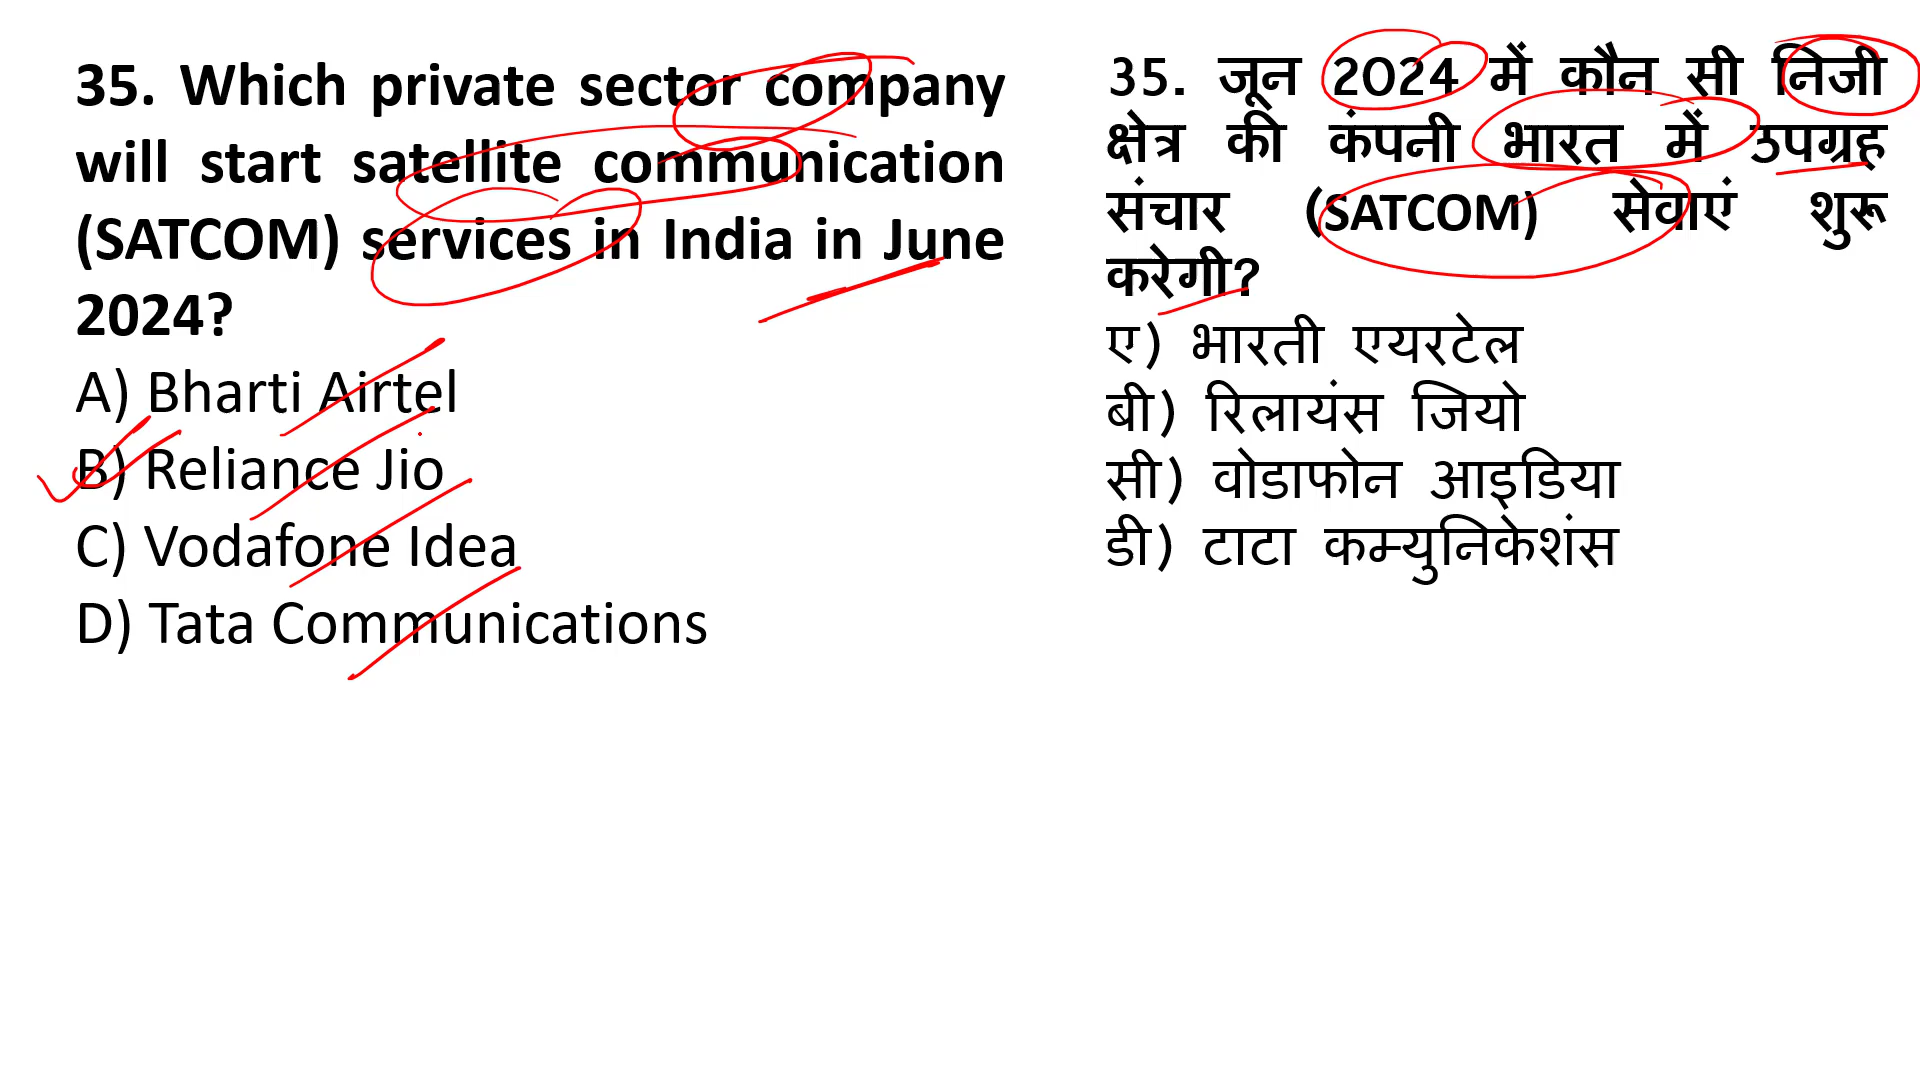 35. Which private sector company
will start satellite communication
(SATCOM) services in India in June
2024?
A) Bharti Airtel
B) Reliance Jio
C) Vodafone Idea
D) Tata Communications
35. जून 2024 में कौन सी निजी
क्षेत्र की कंपनी भारत में उपग्रह
संचार (SATCOM) सेवाएं शुरू
करेगी?
ए) भारती एयरटेल
बी) रिलायंस जियो
सी) वोडाफोन आइडिया
डी) टाटा कम्युनिकेशंस